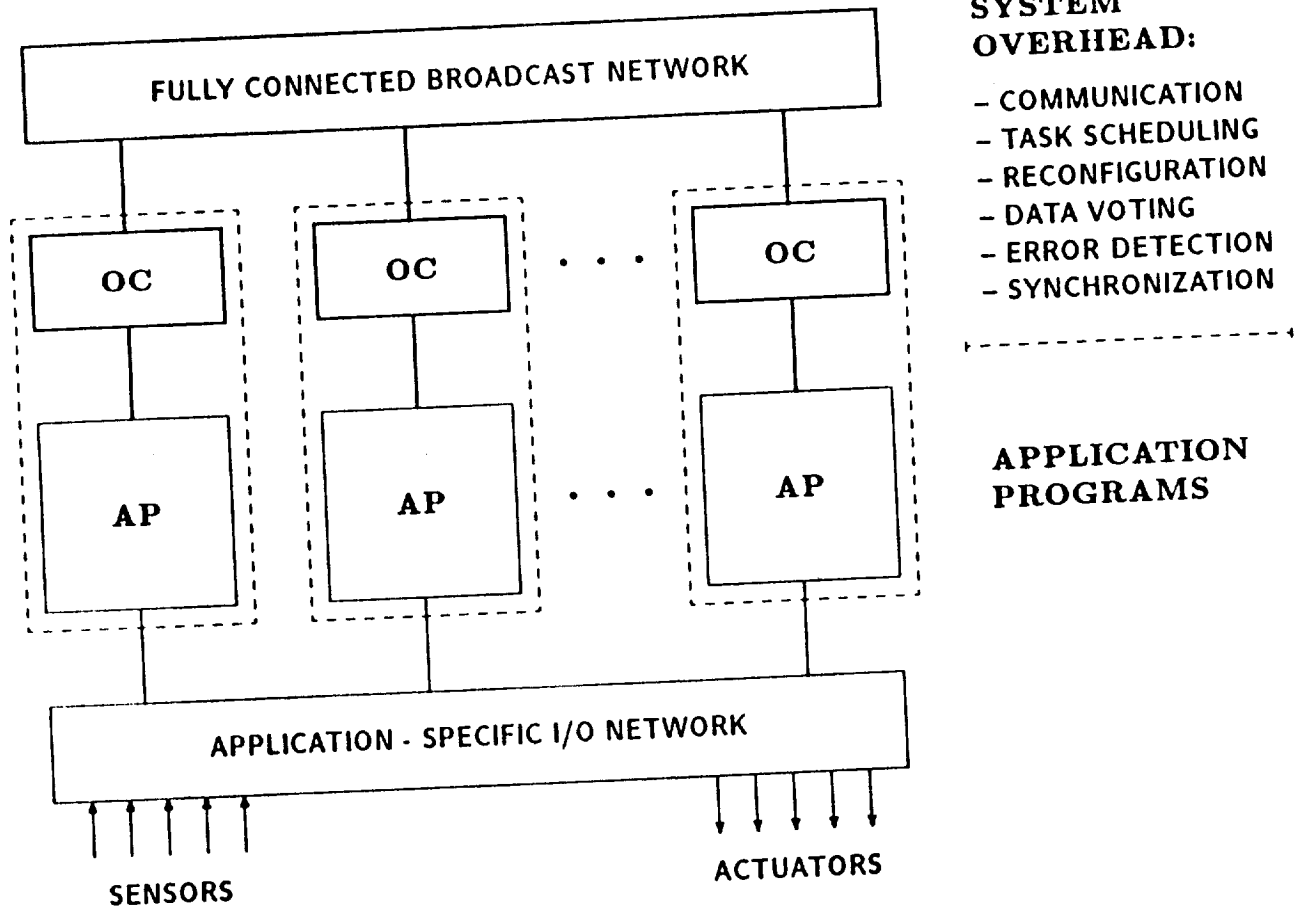 SYSTEM
OVERHEAD:
– COMMUNICATION
– TASK SCHEDULING
– RECONFIGURATION
– DATA VOTING
– ERROR DETECTION
– SYNCHRONIZATION
FULLY CONNECTED BROADCAST NETWORK
OC
OC
. . .
OC
AP
AP
. . .
AP
APPLICATION
PROGRAMS
APPLICATION - SPECIFIC I/O NETWORK
SENSORS
ACTUATORS